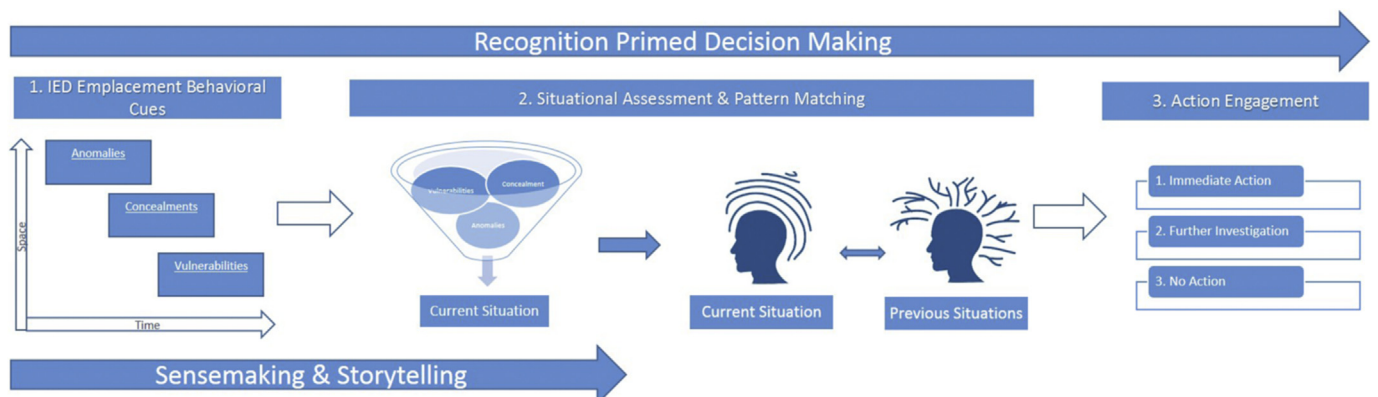 Recognition Primed Decision Making
1. IED Emplacement Behavioral
Cues
2. Situational Assessment & Pattern Matching
3. Action Engagement
Space
Anomalies
Concealments
Vulnerabilities
Time
Vulnerabilities
Concealment
Anomalies
Current Situation
Current Situation
Previous Situations
1. Immediate Action
2. Further Investigation
3. No Action
Sensemaking & Storytelling